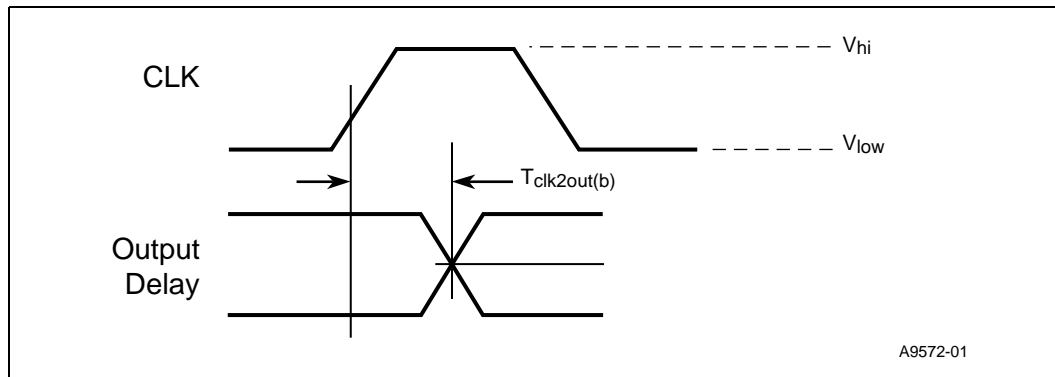 CLK
Vhi
Vlow
Tclk2out(b)
Output
Delay
A9572-01